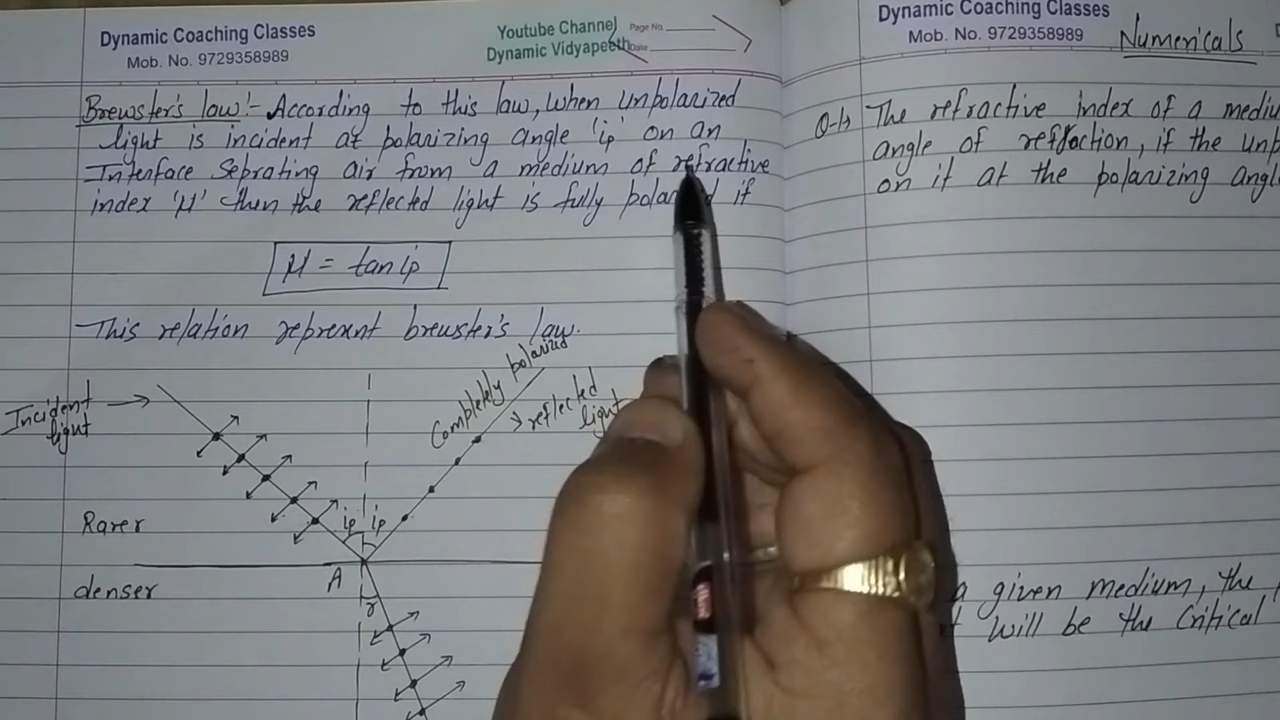 Dynamic Coaching Classes
Mob. No. 9729358989
Youtube Channel
Dynamic Vidyapeeth
Page No.
Date
Brewster's law:- According to this law, when unpolarized
light is incident at polarizing angle 'ip' on an
Interface Seprating air from a medium of refractive
index 'μ' then the reflected light is fully if
μ = tan ip
This relation reprexnt brewster's law.
Incident
light
Completely polarized
reflected
light
Rarer
ip ip
denser
A
r
Dynamic Coaching Classes
Mob. No. 9729358989
Numericals
Q-1. The refractive index of a
angle of refraction, if the
on it at the polarizing
a given medium, the
will be the Critical